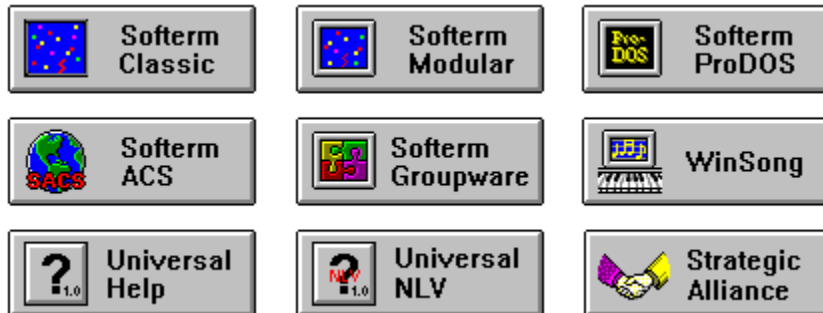 Softerm
Classic
Softerm
Modular
Pro-
DOS
Softerm
ProDOS
SACS
Softerm
ACS
Softerm
Groupware
WinSong
?
1.0
Universal
Help
?
NLV
1.0
Universal
NLV
Strategic
Alliance